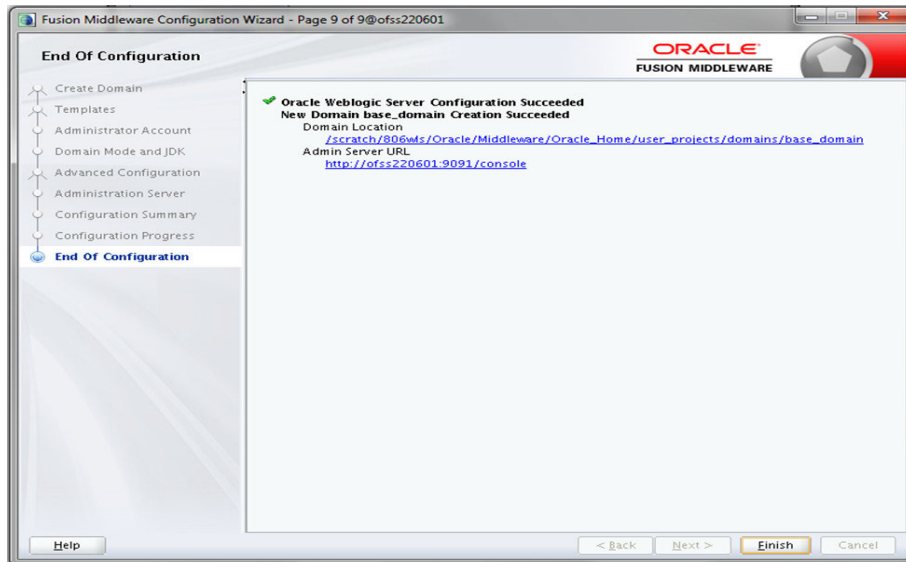 Fusion Middleware Configuration Wizard - Page 9 of 9@ofss220601
End Of Configuration
ORACLE
FUSION MIDDLEWARE
Create Domain
Templates
Administrator Account
Domain Mode and JDK
Advanced Configuration
Administration Server
Configuration Summary
Configuration Progress
End Of Configuration
Oracle Weblogic Server Configuration Succeeded
New Domain base_domain Creation Succeeded
Domain Location
/scratch/806wls/Oracle/Middleware/Oracle_Home/user_projects/domains/base_domain
Admin Server URL
http://ofss220601:9091/console
Help
< Back
Next >
Finish
Cancel